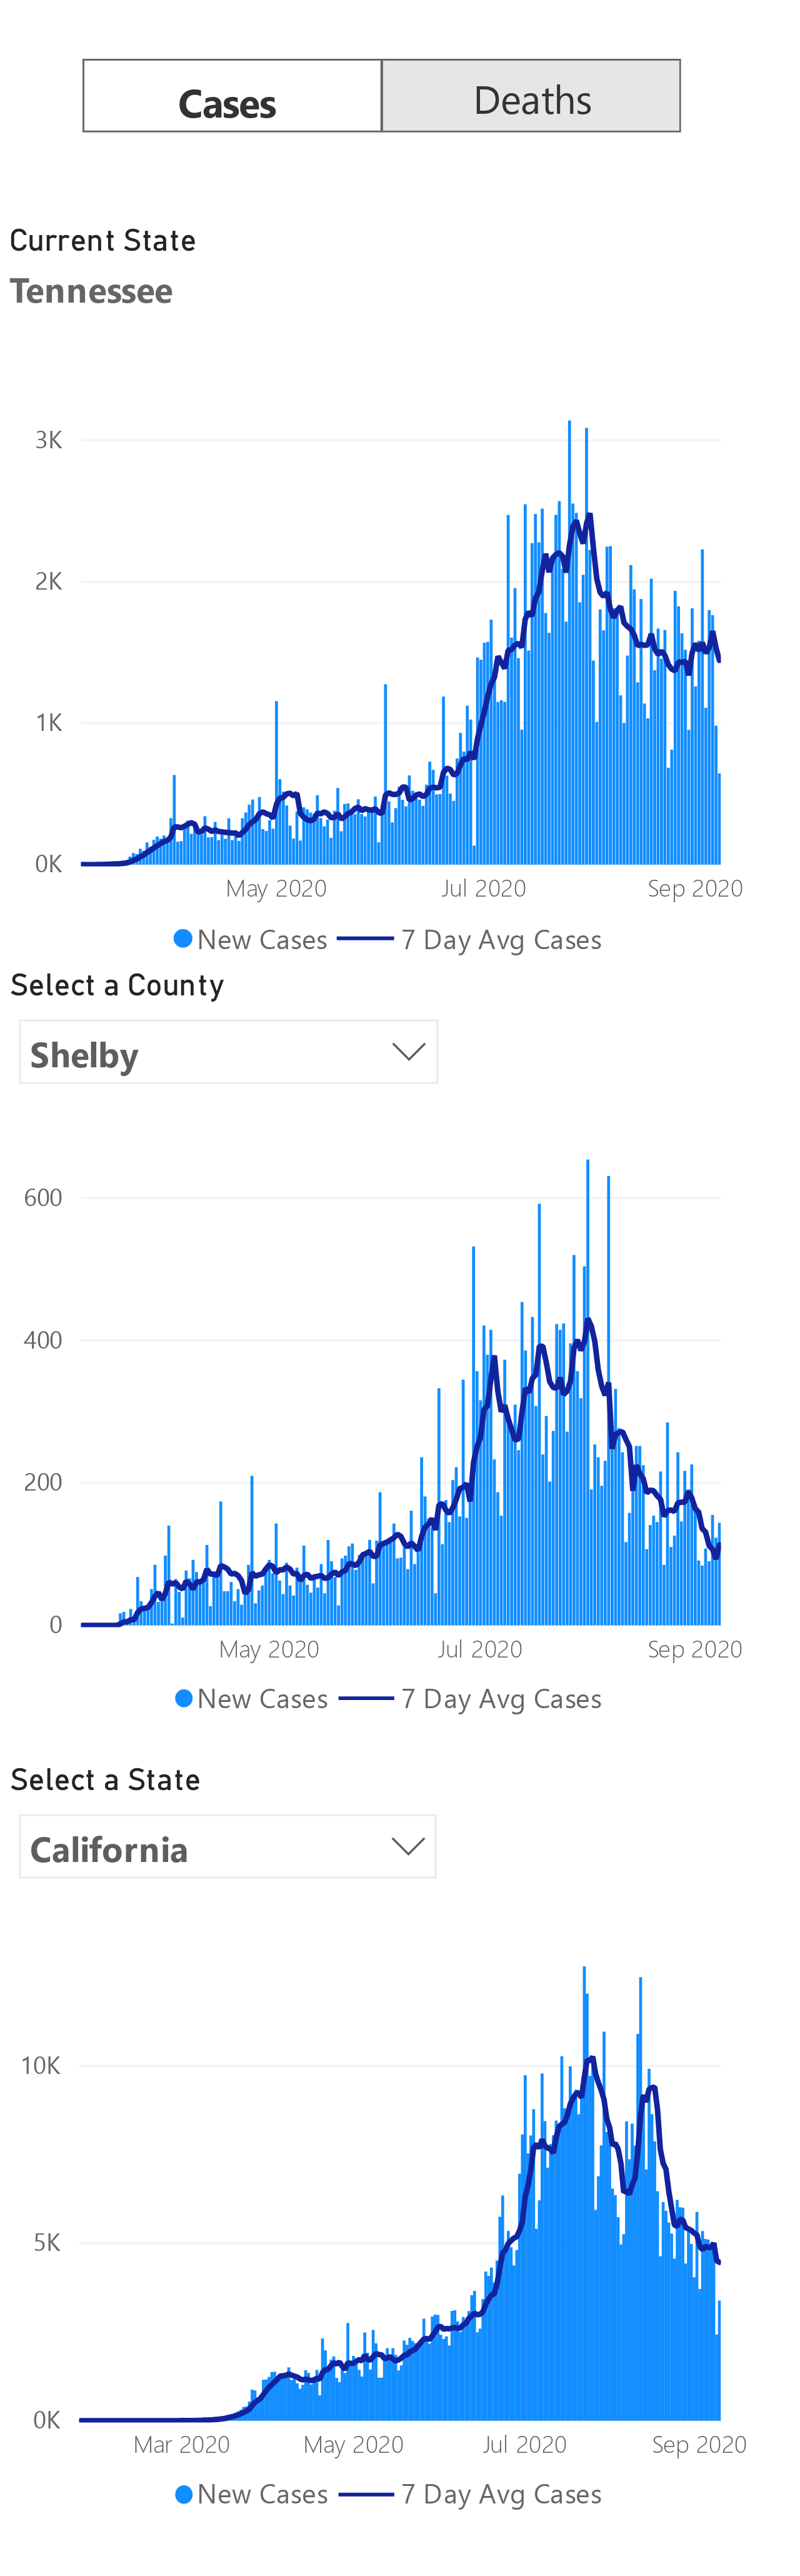 Cases Deaths
Current State
Tennessee
3K
2K
1K
0K
May 2020 Jul 2020 Sep 2020
New Cases 7 Day Avg Cases
Select a County
Shelby
600
400
200
0
May 2020 Jul 2020 Sep 2020
New Cases 7 Day Avg Cases
Select a State
California
10K
5K
0K
Mar 2020 May 2020 Jul 2020 Sep 2020
New Cases 7 Day Avg Cases